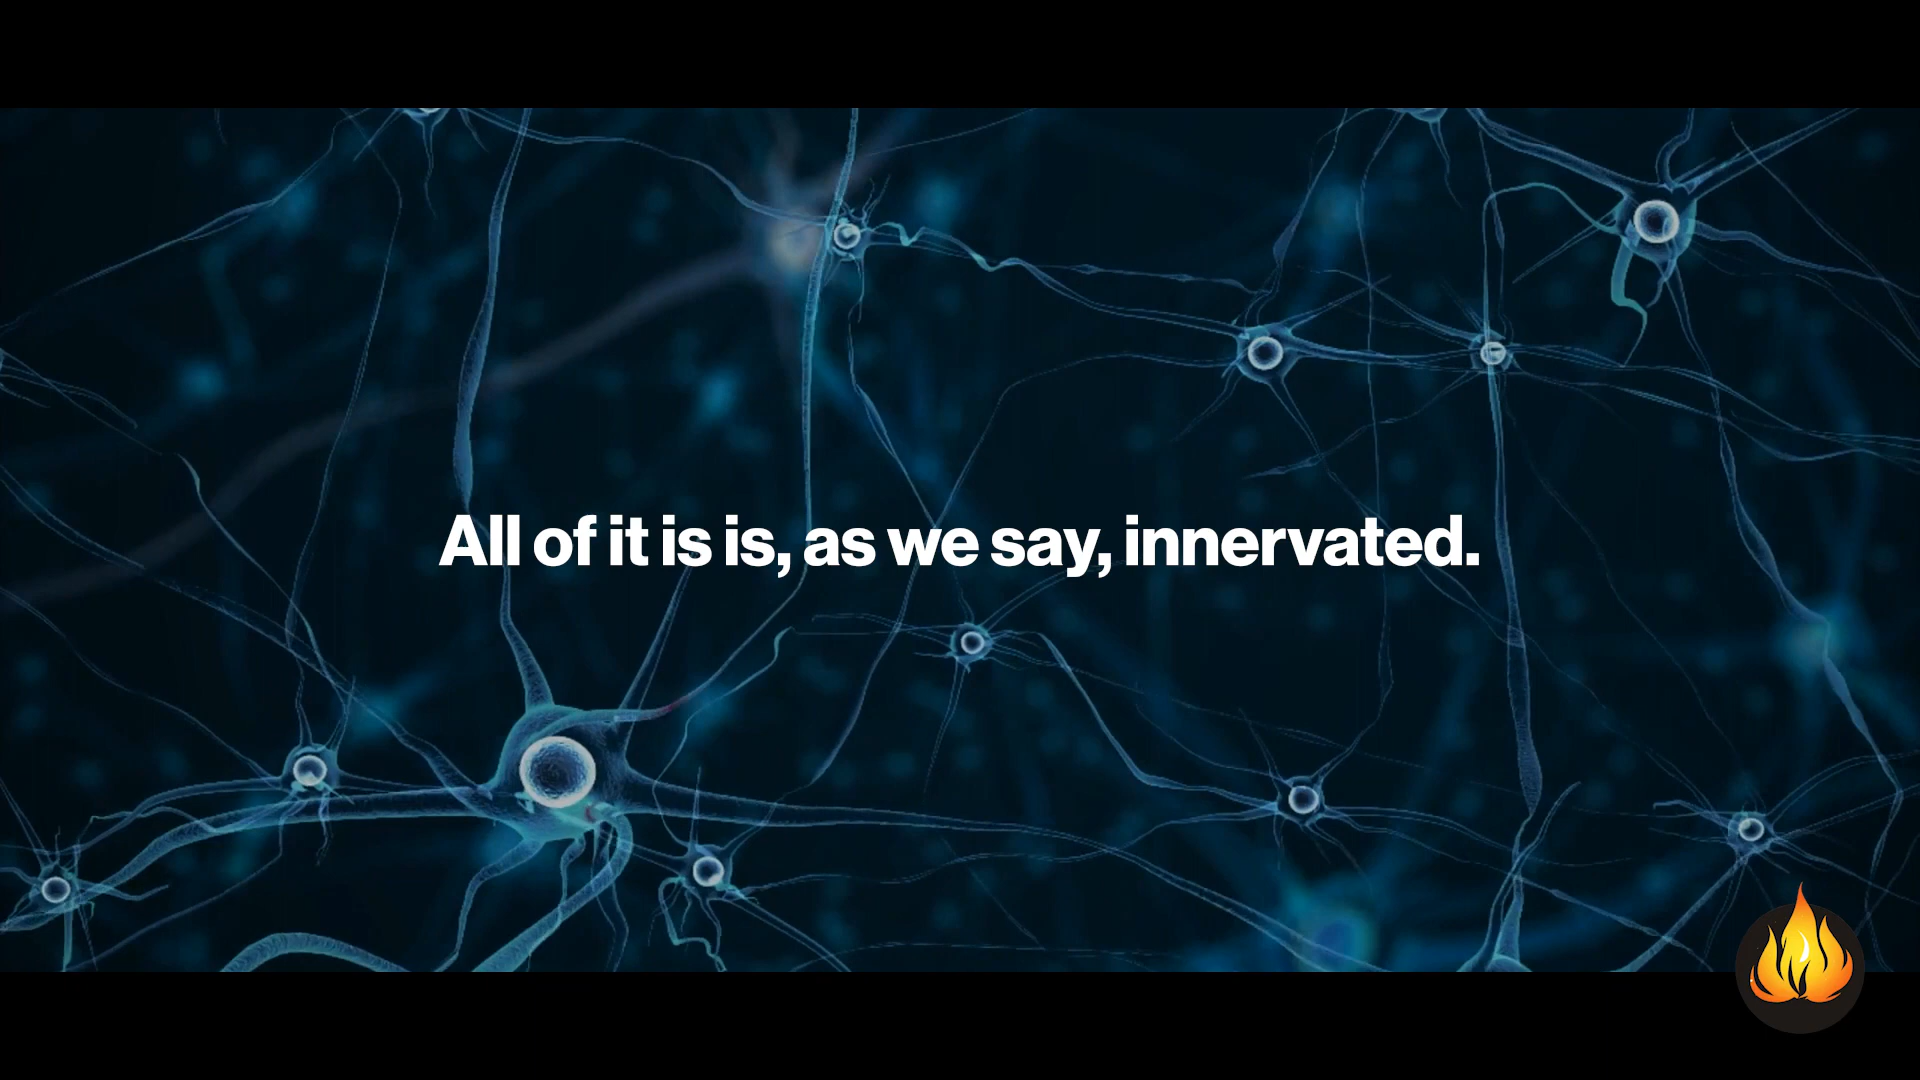 All of it is is, as we say, innervated.